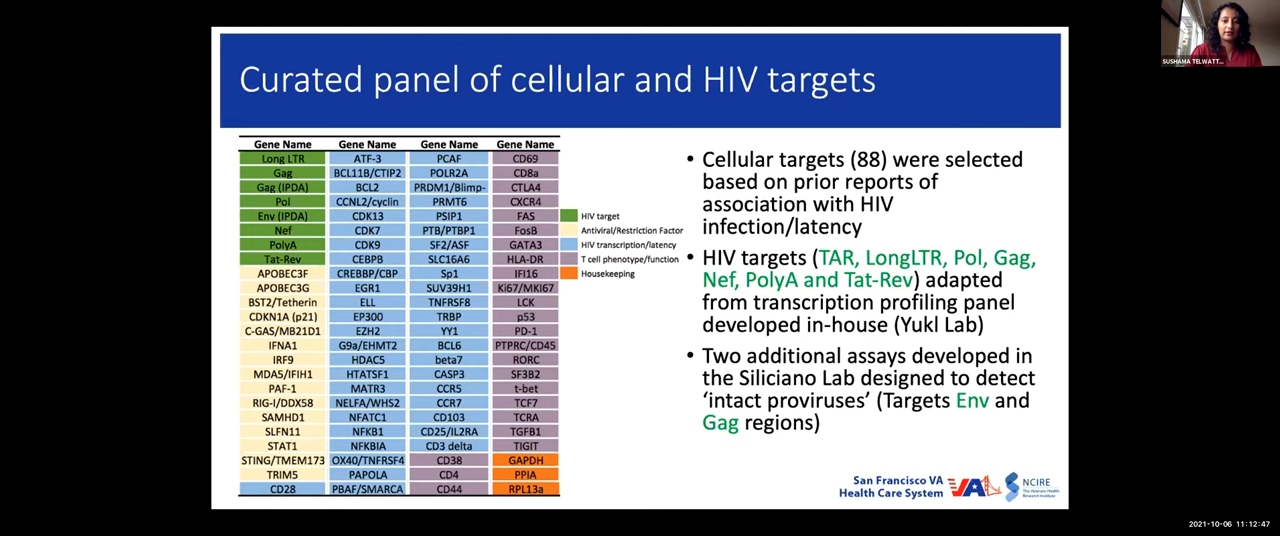 SUSHAMA TELWATT...
Curated panel of cellular and HIV targets
Gene Name Gene Name Gene Name Gene Name
Long LTR ATF-3 PCAF CD69
Gag BCL11B/CTIP2 POLR2A CD8a
Gag (IPDA) BCL2 PRDM1/Blimp- CTLA4
Pol CCNL2/cyclin PRMT6 CXCR4
Env (IPDA) CDK13 PSIP1 FAS
Nef CDK7 PTB/PTBP1 FosB
PolyA CDK9 SF2/ASF GATA3
Tat-Rev CEBPB SLC16A6 HLA-DR
APOBEC3F CREBBP/CBP Sp1 IFI16
APOBEC3G EGR1 SUV39H1 Ki67/MKI67
BST2/Tetherin ELL TNFRSF8 LCK
CDKN1A (p21) EP300 TRBP p53
C-GAS/MB21D1 EZH2 YY1 PD-1
IFNA1 G9a/EHMT2 BCL6 PTPRC/CD45
IRF9 HDAC5 beta7 RORC
MDA5/IFIH1 HTATSF1 CASP3 SF3B2
PAF-1 MATR3 CCR5 t-bet
RIG-I/DDX58 NELFA/WHS2 CCR7 TCF7
SAMHD1 NFATC1 CD103 TCRA
SLFN11 NFKB1 CD25/IL2RA TGFB1
STAT1 NFKBIA CD3 delta TIGIT
STING/TMEM173 OX40/TNFRSF4 CD38 GAPDH
TRIM5 PAPOLA CD4 PPIA
CD28 PBAF/SMARCA CD44 RPL13a
HIV target
Antiviral/Restriction Factor
HIV transcription/latency
T cell phenotype/function
Housekeeping
• Cellular targets (88) were selected
based on prior reports of
association with HIV
infection/latency
• HIV targets (TAR, LongLTR, Pol, Gag,
Nef, PolyA and Tat-Rev) adapted
from transcription profiling panel
developed in-house (Yukl Lab)
• Two additional assays developed in
the Siliciano Lab designed to detect
‘intact proviruses’ (Targets Env and
Gag regions)
San Francisco VA
Health Care System
VA
NCIRE
The Veterans Health
Research Institute
2021-10-06 11:12:47